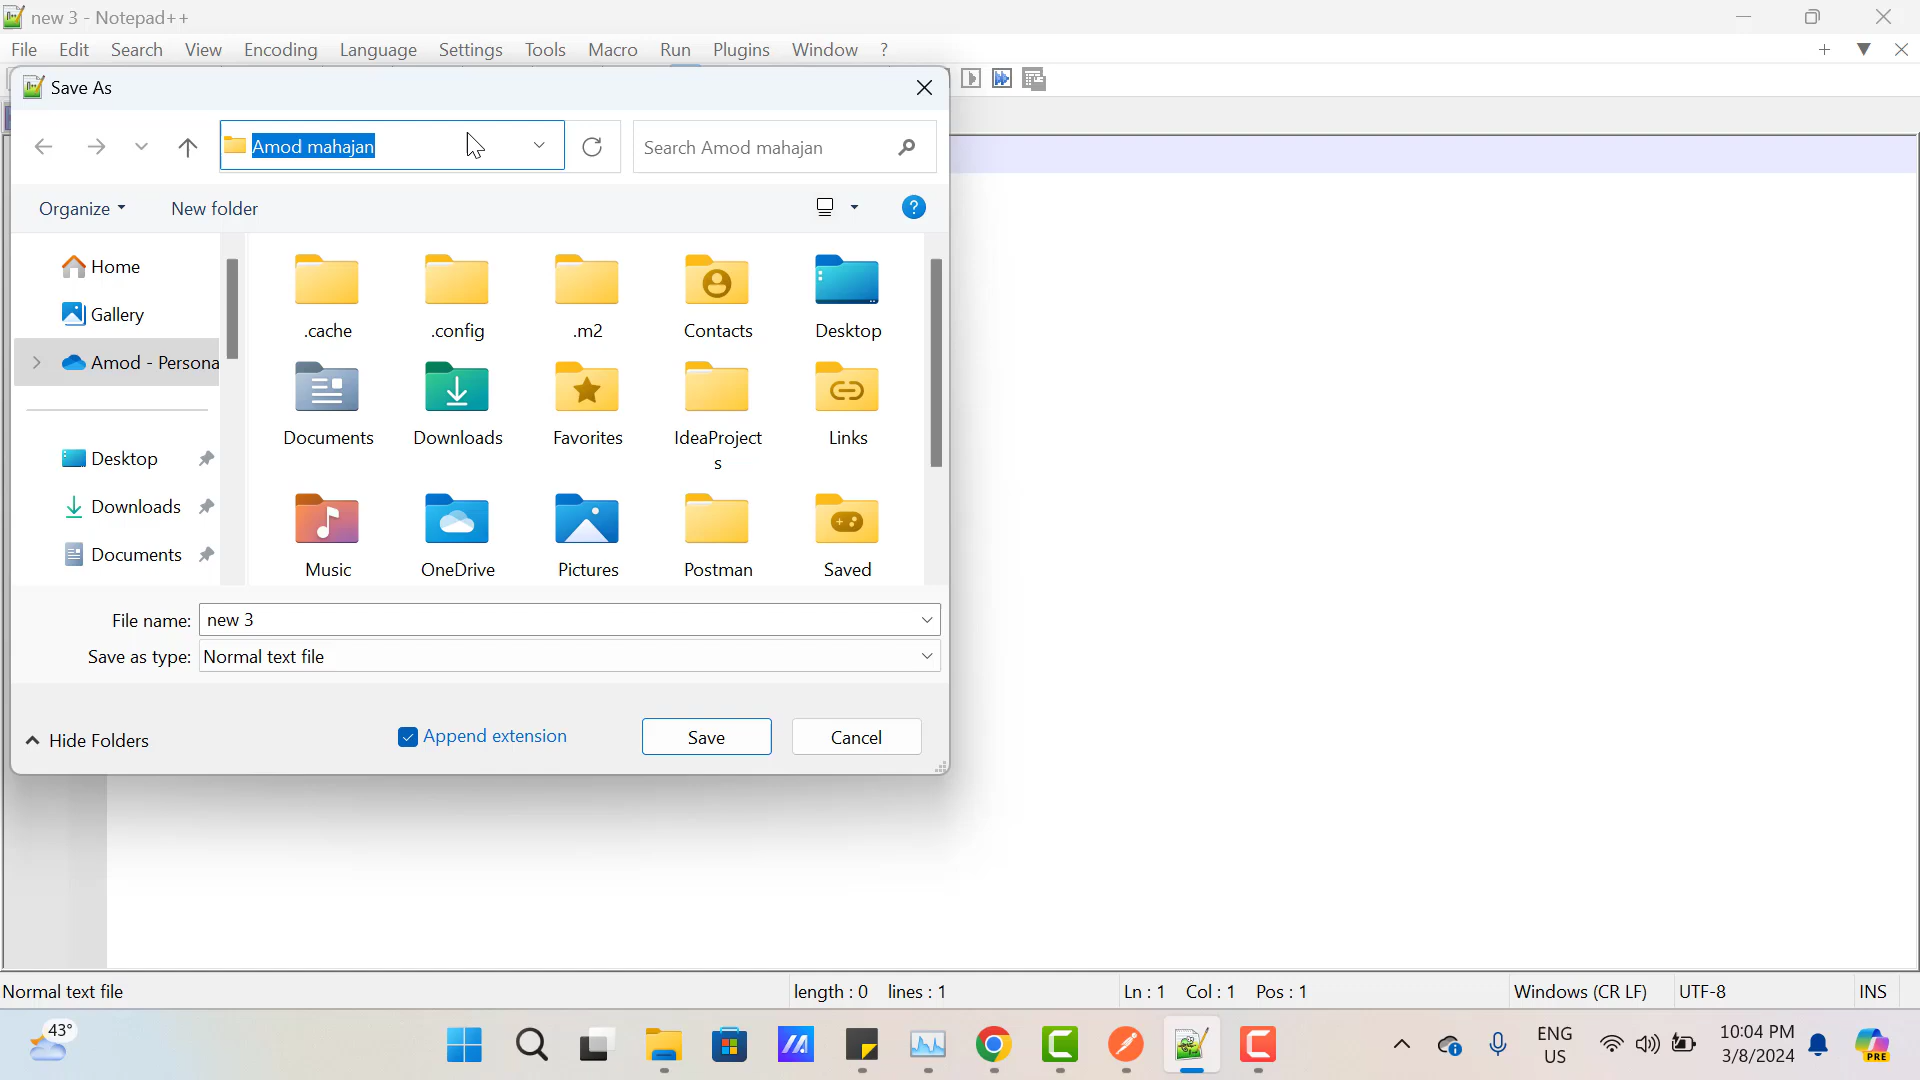 new 3 - Notepad++
File Edit Search View Encoding Language Settings Tools Macro Run Plugins Window ?
Save As
Amod mahajan
Search Amod mahajan
Organize
New folder
Home
Gallery
Amod - Persona
Desktop
Downloads
Documents
.cache .config .m2 Contacts Desktop
Documents Downloads Favorites IdeaProject Links
s
Music OneDrive Pictures Postman Saved
File name: new 3
Save as type: Normal text file
Hide Folders
Append extension
Save
Cancel
Normal text file length : 0 lines : 1 Ln : 1 Col : 1 Pos : 1 Windows (CR LF) UTF-8 INS
43°
ENG
US
10:04 PM
3/8/2024
PRE